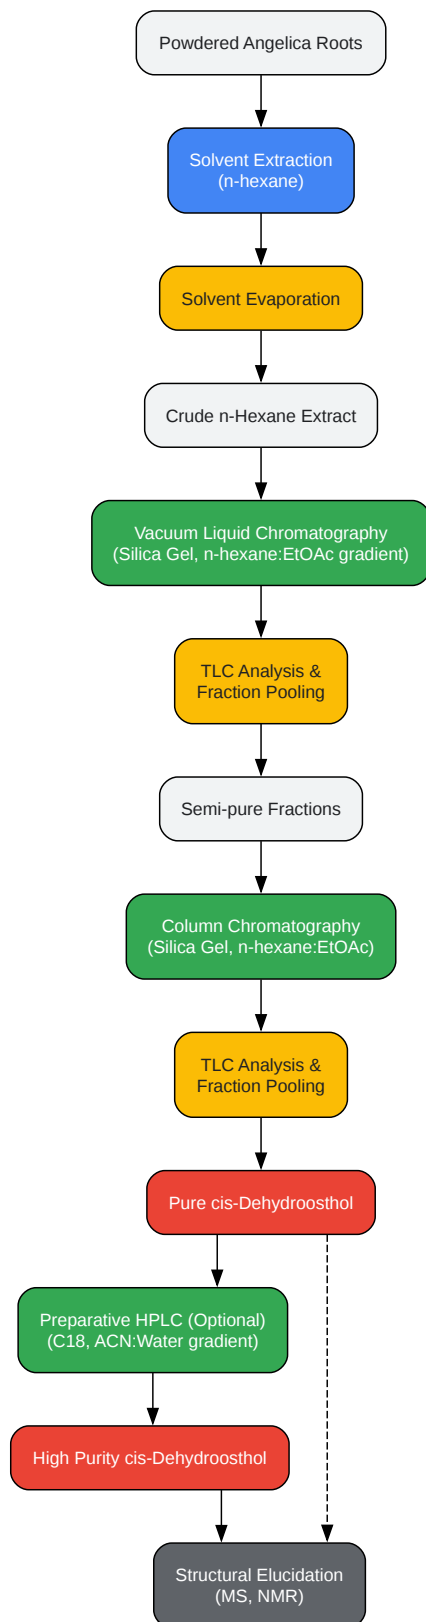 Powdered Angelica Roots
Solvent Extraction
(n-hexane)
Solvent Evaporation
Crude n-Hexane Extract
Vacuum Liquid Chromatography
(Silica Gel, n-hexane:EtOAc gradient)
TLC Analysis &
Fraction Pooling
Semi-pure Fractions
Column Chromatography
(Silica Gel, n-hexane:EtOAc)
TLC Analysis &
Fraction Pooling
Pure cis-Dehydroosthol
Preparative HPLC (Optional)
(C18, ACN:Water gradient)
High Purity cis-Dehydroosthol
Structural Elucidation
(MS, NMR)